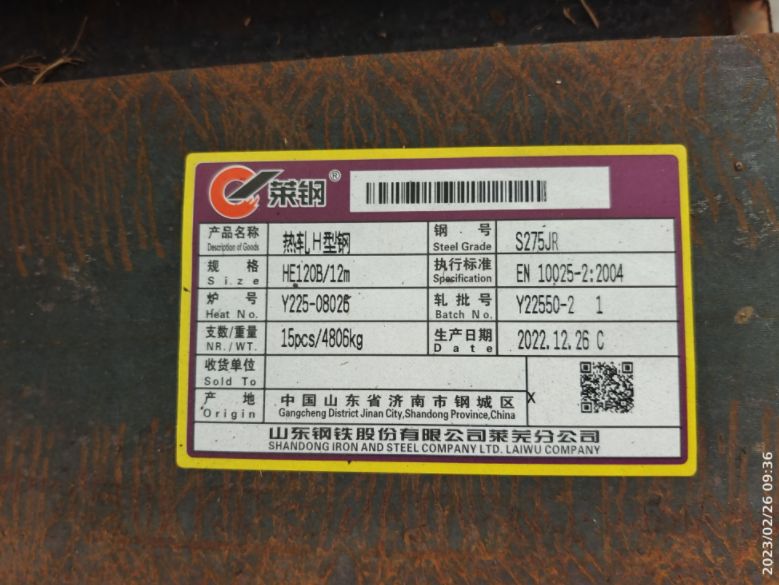 莱钢®
产品名称 热轧H型钢 钢 号 S275JR
Description of Goods Steel Grade
规 格 HE120B/12m 执行标准 EN 10025-2:2004
Size Specification
炉 号 Y225-08026 轧批号 Y22550-2 1
Heat No. Batch No.
支数/重量 15pcs/4806kg 生产日期 2022.12.26 C
NR./WT. Date
收货单位
Sold To
产 地 中国山东省济南市钢城区 X
Origin Gangcheng District Jinan City,Shandong Province,China
山东钢铁股份有限公司莱芜分公司
SHANDONG IRON AND STEEL COMPANY LTD. LAIWU COMPANY
2023/02/26 09:36